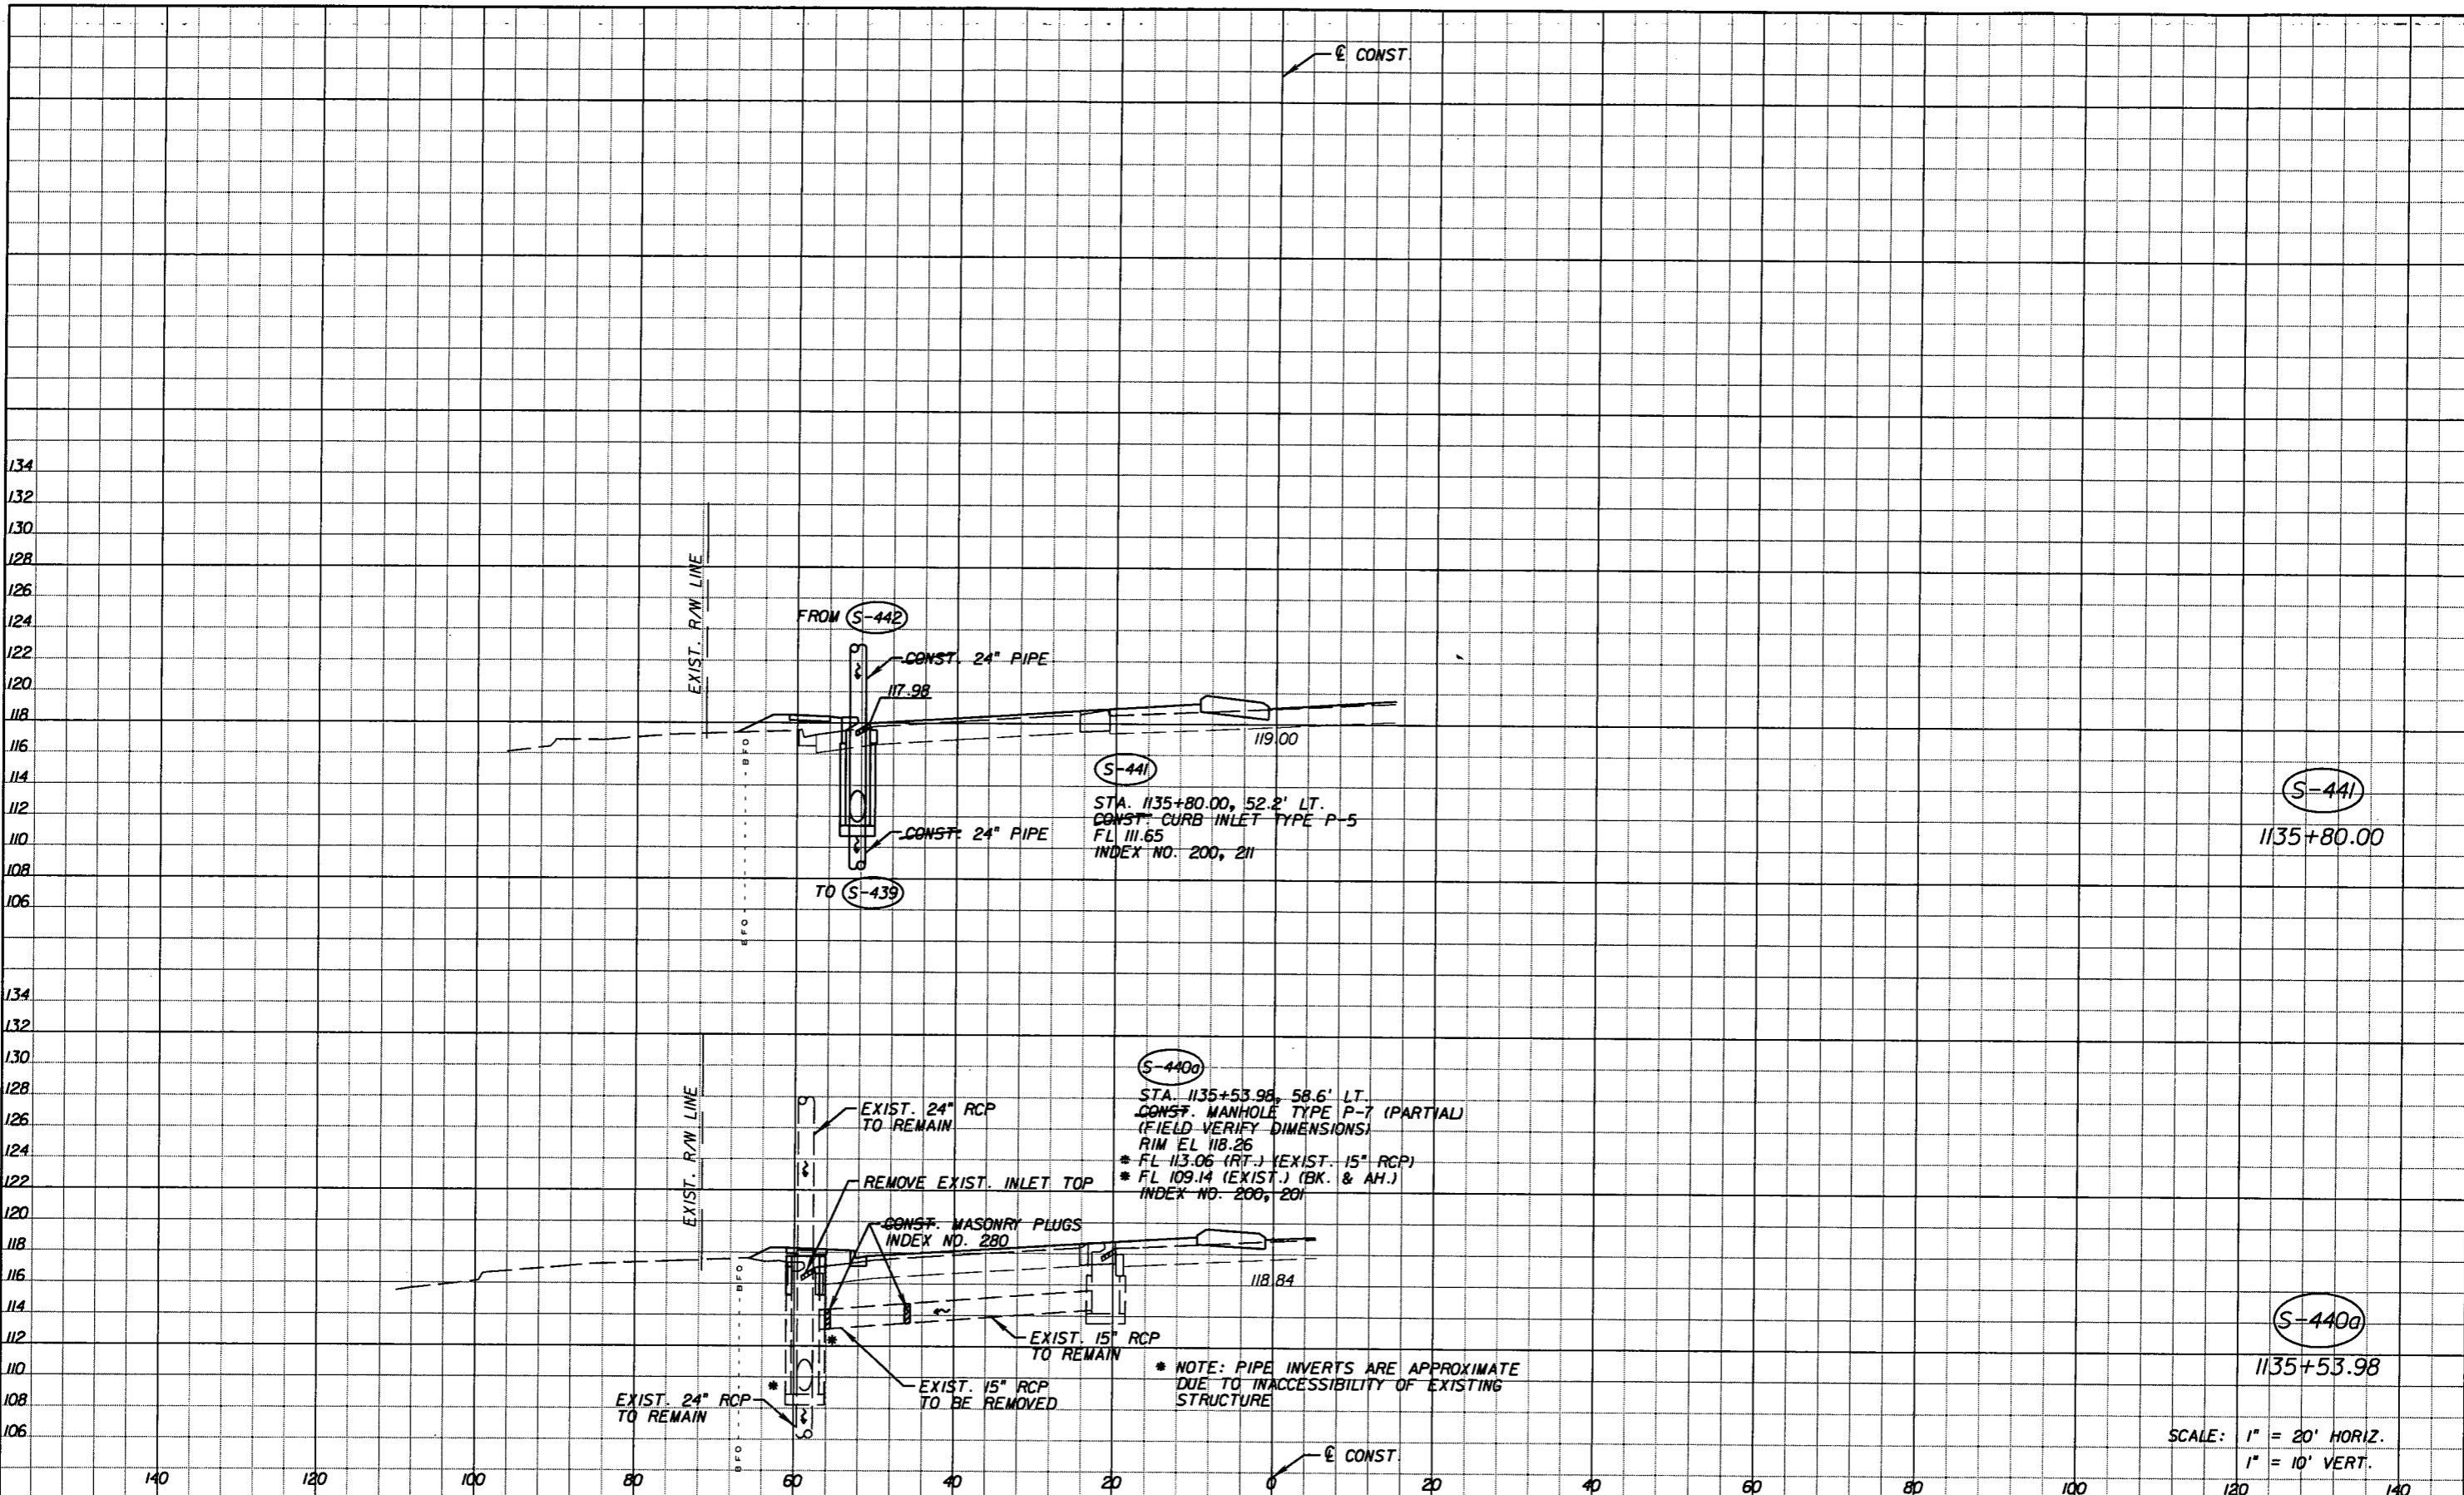 ℄ CONST.
134
132
130
128
126
124
122
120
118
116
114
112
110
108
106
EXIST. R/W LINE
FROM S-442
CONST. 24" PIPE
117.98
BFO
BFO
119.00
S-441
STA. 1135+80.00, 52.2' LT.
CONST. CURB INLET TYPE P-5
FL 111.65
INDEX NO. 200, 211
CONST. 24" PIPE
TO S-439
S-441
1135+80.00
134
132
130
128
126
124
122
120
118
116
114
112
110
108
106
EXIST. R/W LINE
EXIST. 24" RCP
TO REMAIN
REMOVE EXIST. INLET TOP
CONST. MASONRY PLUGS
INDEX NO. 280
S-440a
STA. 1135+53.98, 58.6' LT.
CONST. MANHOLE TYPE P-7 (PARTIAL)
(FIELD VERIFY DIMENSIONS)
RIM EL 118.26
* FL 113.06 (RT.) (EXIST. 15" RCP)
* FL 109.14 (EXIST.) (BK. & AH.)
INDEX NO. 200, 201
BFO
BFO
118.84
*
EXIST. 15" RCP
TO REMAIN
*
EXIST. 15" RCP
TO BE REMOVED
EXIST. 24" RCP
TO REMAIN
* NOTE: PIPE INVERTS ARE APPROXIMATE
DUE TO INACCESSIBILITY OF EXISTING
STRUCTURE
S-440a
1135+53.98
℄ CONST.
SCALE: 1" = 20' HORIZ.
1" = 10' VERT.
140 120 100 80 60 40 20 0 20 40 60 80 100 120 140